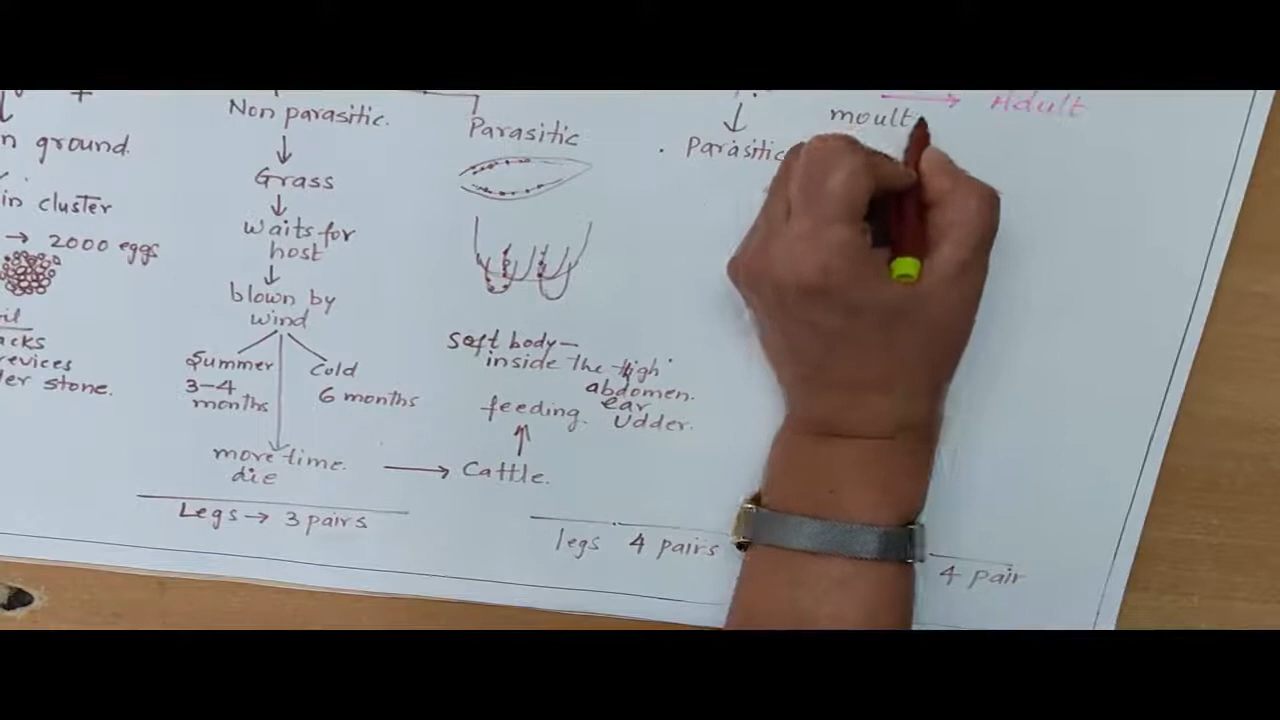 n ground.
in cluster
→ 2000 eggs
il
acks
revices
der stone.
Non parasitic.
↓
Grass
↓
waits for
host
↓
blown by
wind
Summer
3-4
months
Cold
6 months
more time.
die
Legs → 3 pairs
→ Cattle.
Parasitic
soft body-
inside the thigh
abdomen.
ear
Udder.
feeding.
legs 4 pairs
↓
. Parasitic
moult
→ Adult
4 pair